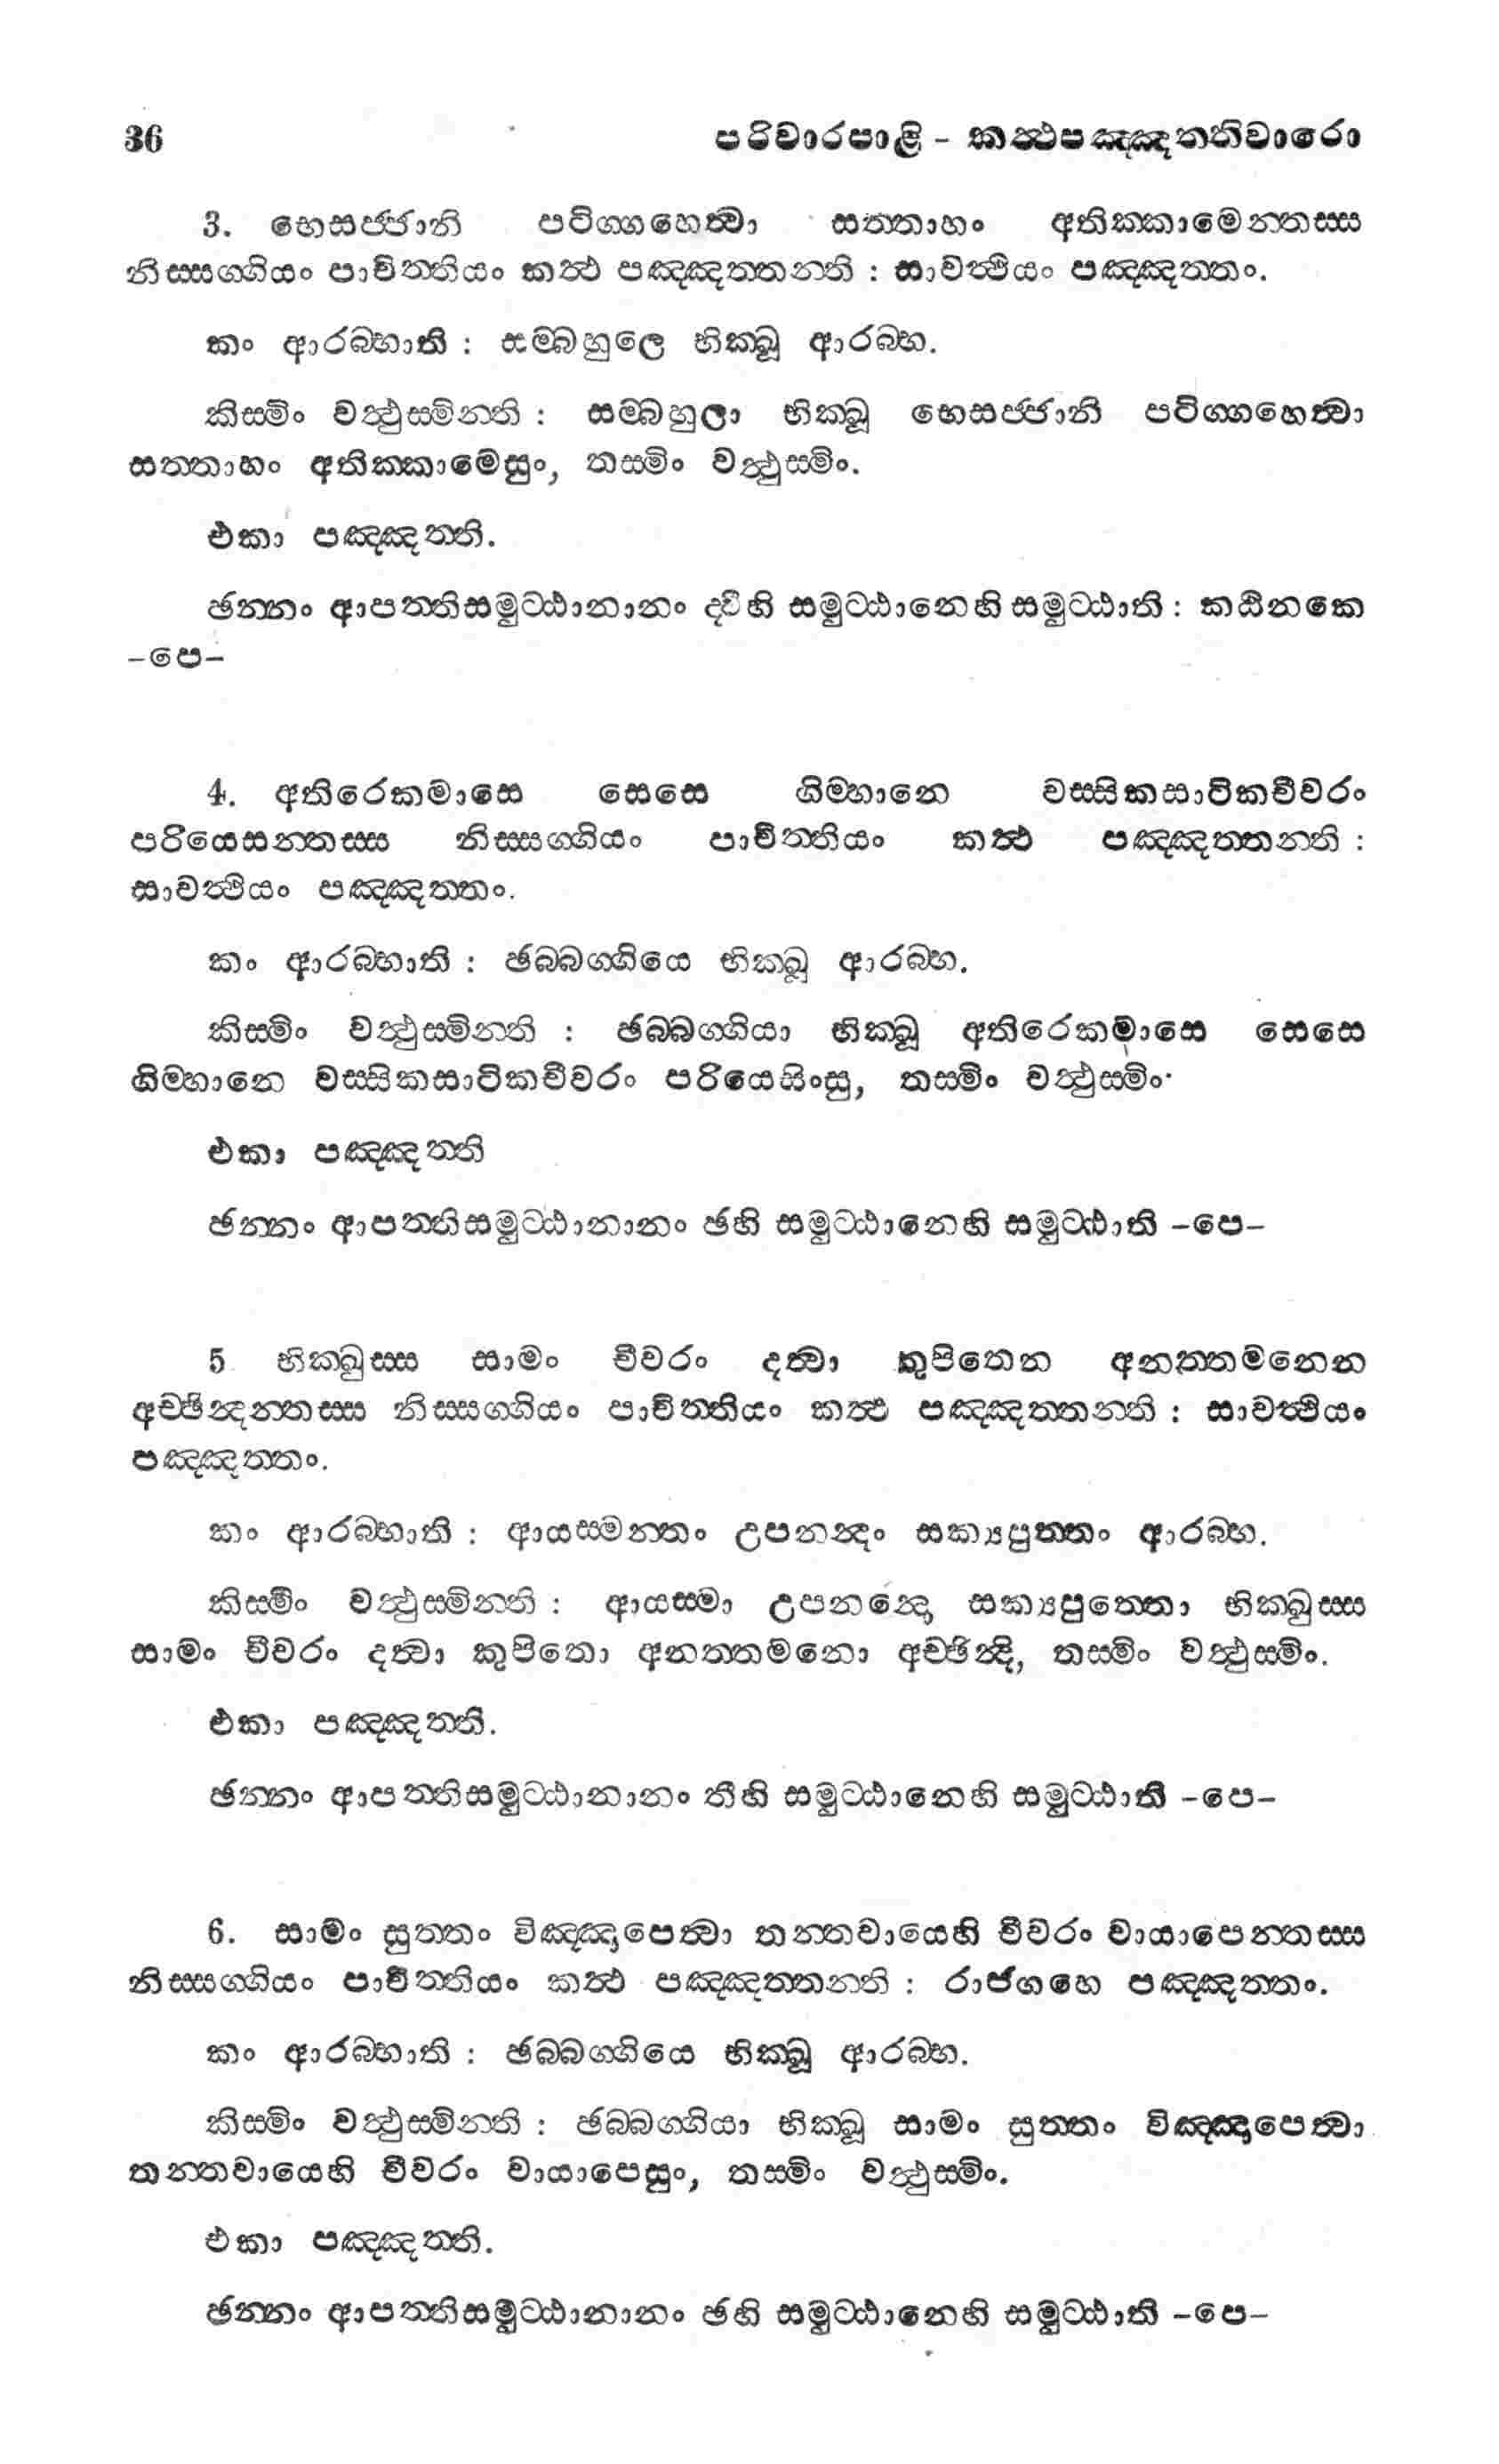 36 පරිවාරපාළි - කත්‍ථපඤ්ඤත්තිවාරො
3. භෙසජ්ජානි පටිග්ගහෙත්‍වා සත්තාහං අතික්කාමෙන්තස්ස
නිස්සග්ගියං පාචිත්තියං කත්‍ථ පඤ්ඤත්තන්ති : සාවත්‍ථියං පඤ්ඤත්තං.
කං ආරබ්භාති : සම්බහුලෙ භික්ඛූ ආරබ්භ.
කිස්මිං වත්‍ථුස්මින්ති : සම්බහුලා භික්ඛූ භෙසජ්ජානි පටිග්ගහෙත්‍වා
සත්තාහං අතික්කාමෙසුං, තස්මිං වත්‍ථුස්මිං.
එකා පඤ්ඤත්ති.
ඡන්නං ආපත්තිසමුට්ඨානානං ද්වීහි සමුට්ඨානෙහි සමුට්ඨාති : කඨිනකෙ
-පෙ-
4. අතිරෙකමාසෙ සෙසෙ ගිම්හානෙ වස්සිකසාටිකචීවරං
පරියෙසන්තස්ස නිස්සග්ගියං පාචිත්තියං කත්‍ථ පඤ්ඤත්තන්ති :
සාවත්‍ථියං පඤ්ඤත්තං.
කං ආරබ්භාති : ඡබ්බග්ගියෙ භික්ඛූ ආරබ්භ.
කිස්මිං වත්‍ථුස්මින්ති : ඡබ්බග්ගියා භික්ඛූ අතිරෙකමාසෙ සෙසෙ
ගිම්හානෙ වස්සිකසාටිකචීවරං පරියෙසිංසු, තස්මිං වත්‍ථුස්මිං.
එකා පඤ්ඤත්ති
ඡන්නං ආපත්තිසමුට්ඨානානං ඡහි සමුට්ඨානෙහි සමුට්ඨාති -පෙ-
5 භික්ඛුස්ස සාමං චීවරං දත්‍වා කුපිතෙන අනත්තමනෙන
අච්ඡින්‍දන්තස්ස නිස්සග්ගියං පාචිත්තියං කත්‍ථ පඤ්ඤත්තන්ති : සාවත්‍ථියං
පඤ්ඤත්තං.
කං ආරබ්භාති : ආයස්මන්තං උපනන්‍දං සක්‍යපුත්තං ආරබ්භ.
කිස්මිං වත්‍ථුස්මින්ති : ආයස්මා උපනන්‍දො සක්‍යපුත්තො භික්ඛුස්ස
සාමං චීවරං දත්‍වා කුපිතො අනත්තමනො අච්ඡින්‍දි, තස්මිං වත්‍ථුස්මිං.
එකා පඤ්ඤත්ති.
ඡන්නං ආපත්තිසමුට්ඨානානං තීහි සමුට්ඨානෙහි සමුට්ඨාති -පෙ-
6. සාමං සුත්තං විඤ්ඤාපෙත්‍වා තන්තවායෙහි චීවරං වායාපෙන්තස්ස
නිස්සග්ගියං පාචිත්තියං කත්‍ථ පඤ්ඤත්තන්ති : රාජගහෙ පඤ්ඤත්තං.
කං ආරබ්භාති : ඡබ්බග්ගියෙ භික්ඛූ ආරබ්භ.
කිස්මිං වත්‍ථුස්මින්ති : ඡබ්බග්ගියා භික්ඛූ සාමං සුත්තං විඤ්ඤාපෙත්‍වා
තන්තවායෙහි චීවරං වායාපෙසුං, තස්මිං වත්‍ථුස්මිං.
එකා පඤ්ඤත්ති.
ඡන්නං ආපත්තිසමුට්ඨානානං ඡහි සමුට්ඨානෙහි සමුට්ඨාති -පෙ-